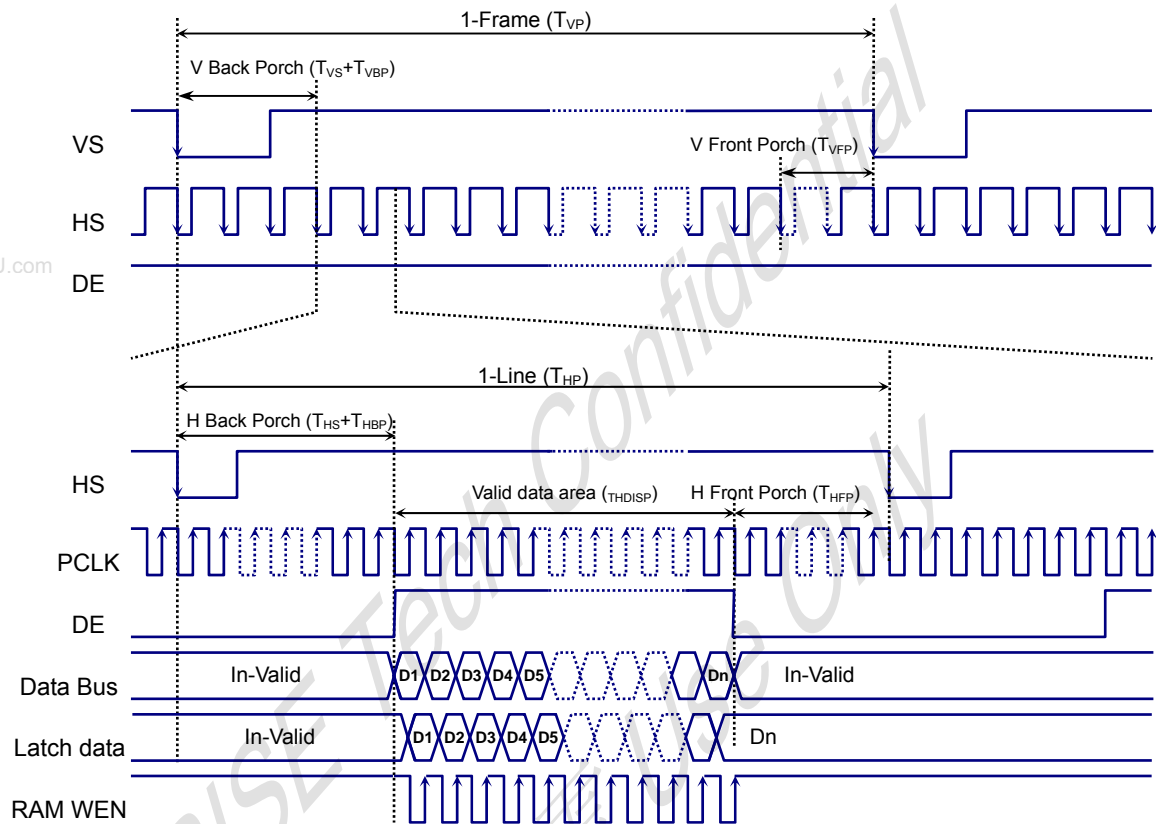 1-Frame (TVP)
V Back Porch (TVS+TVBP)
VS
V Front Porch (TVFP)
HS
U.com
DE
1-Line (THP)
H Back Porch (THS+THBP)
HS
Valid data area (THDISP)
H Front Porch (THFP)
PCLK
DE
Data Bus
In-Valid
D1 D2 D3 D4 D5
Dn
In-Valid
Latch data
In-Valid
D1 D2 D3 D4 D5
Dn
RAM WEN
RISE Tech Confidential
Use Only